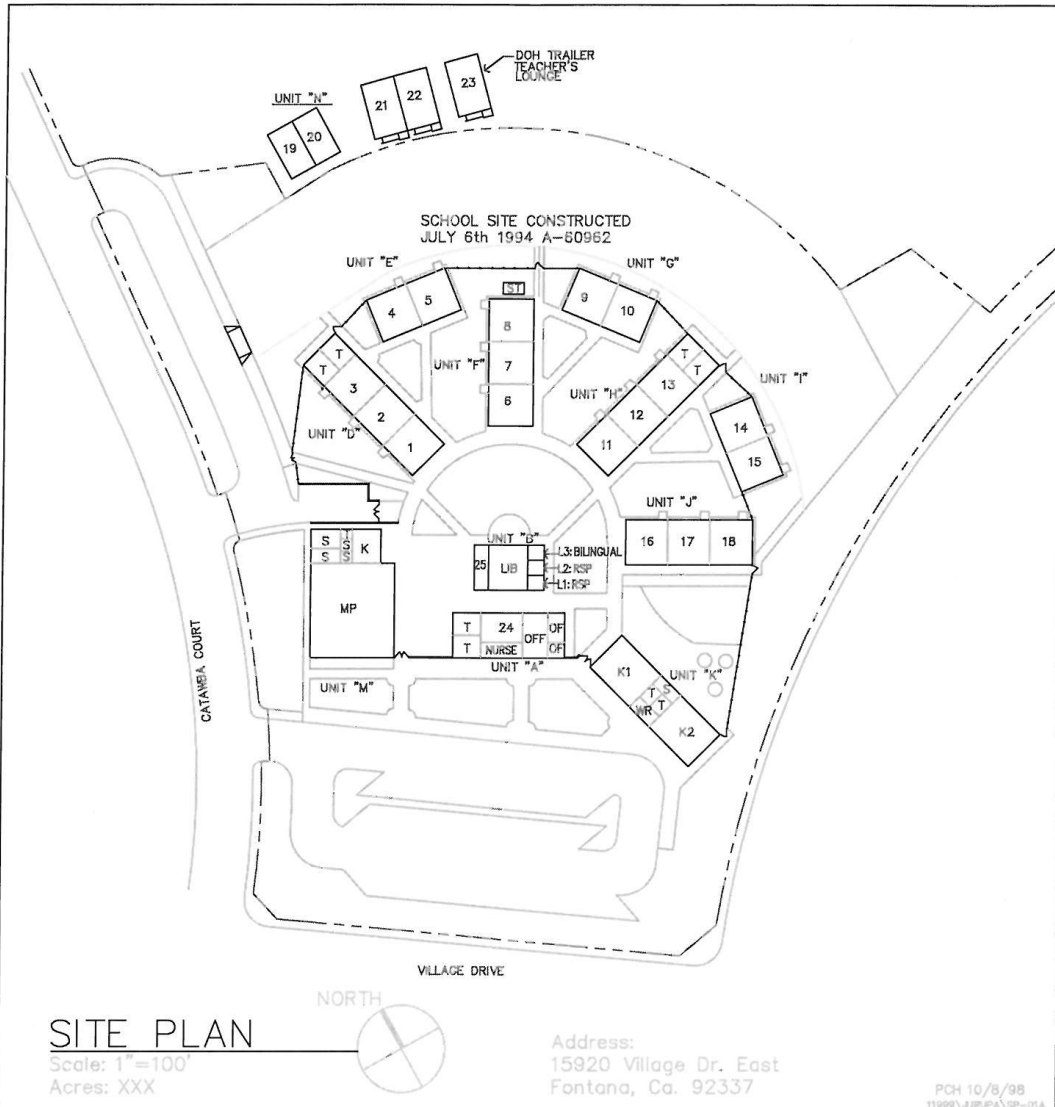 DOH TRAILER
TEACHER'S
LOUNGE
23
22
21
UNIT "N"
20
19
SCHOOL SITE CONSTRUCTED
JULY 6th 1994 A-60962
UNIT "E"
UNIT "G"
ST
4
5
9
10
8
7
6
UNIT "F"
T
T
3
2
1
UNIT "D"
T
T
13
12
11
UNIT "H"
UNIT "I"
14
15
UNIT "J"
16
17
18
UNIT "B"
25
LIB
L3: BILINGUAL
L2: RSP
L1: RSP
S
T
S
K
S
S
MP
T
24
OF
T
NURSE
OFF
OF
UNIT "A"
UNIT "M"
K1
UNIT "K"
T
S
WR
T
K2
CATAWBA COURT
VILLAGE DRIVE
NORTH
SITE PLAN
Scale: 1"=100'
Acres: XXX
Address:
15920 Village Dr. East
Fontana, Ca. 92337
PCH 10/8/98